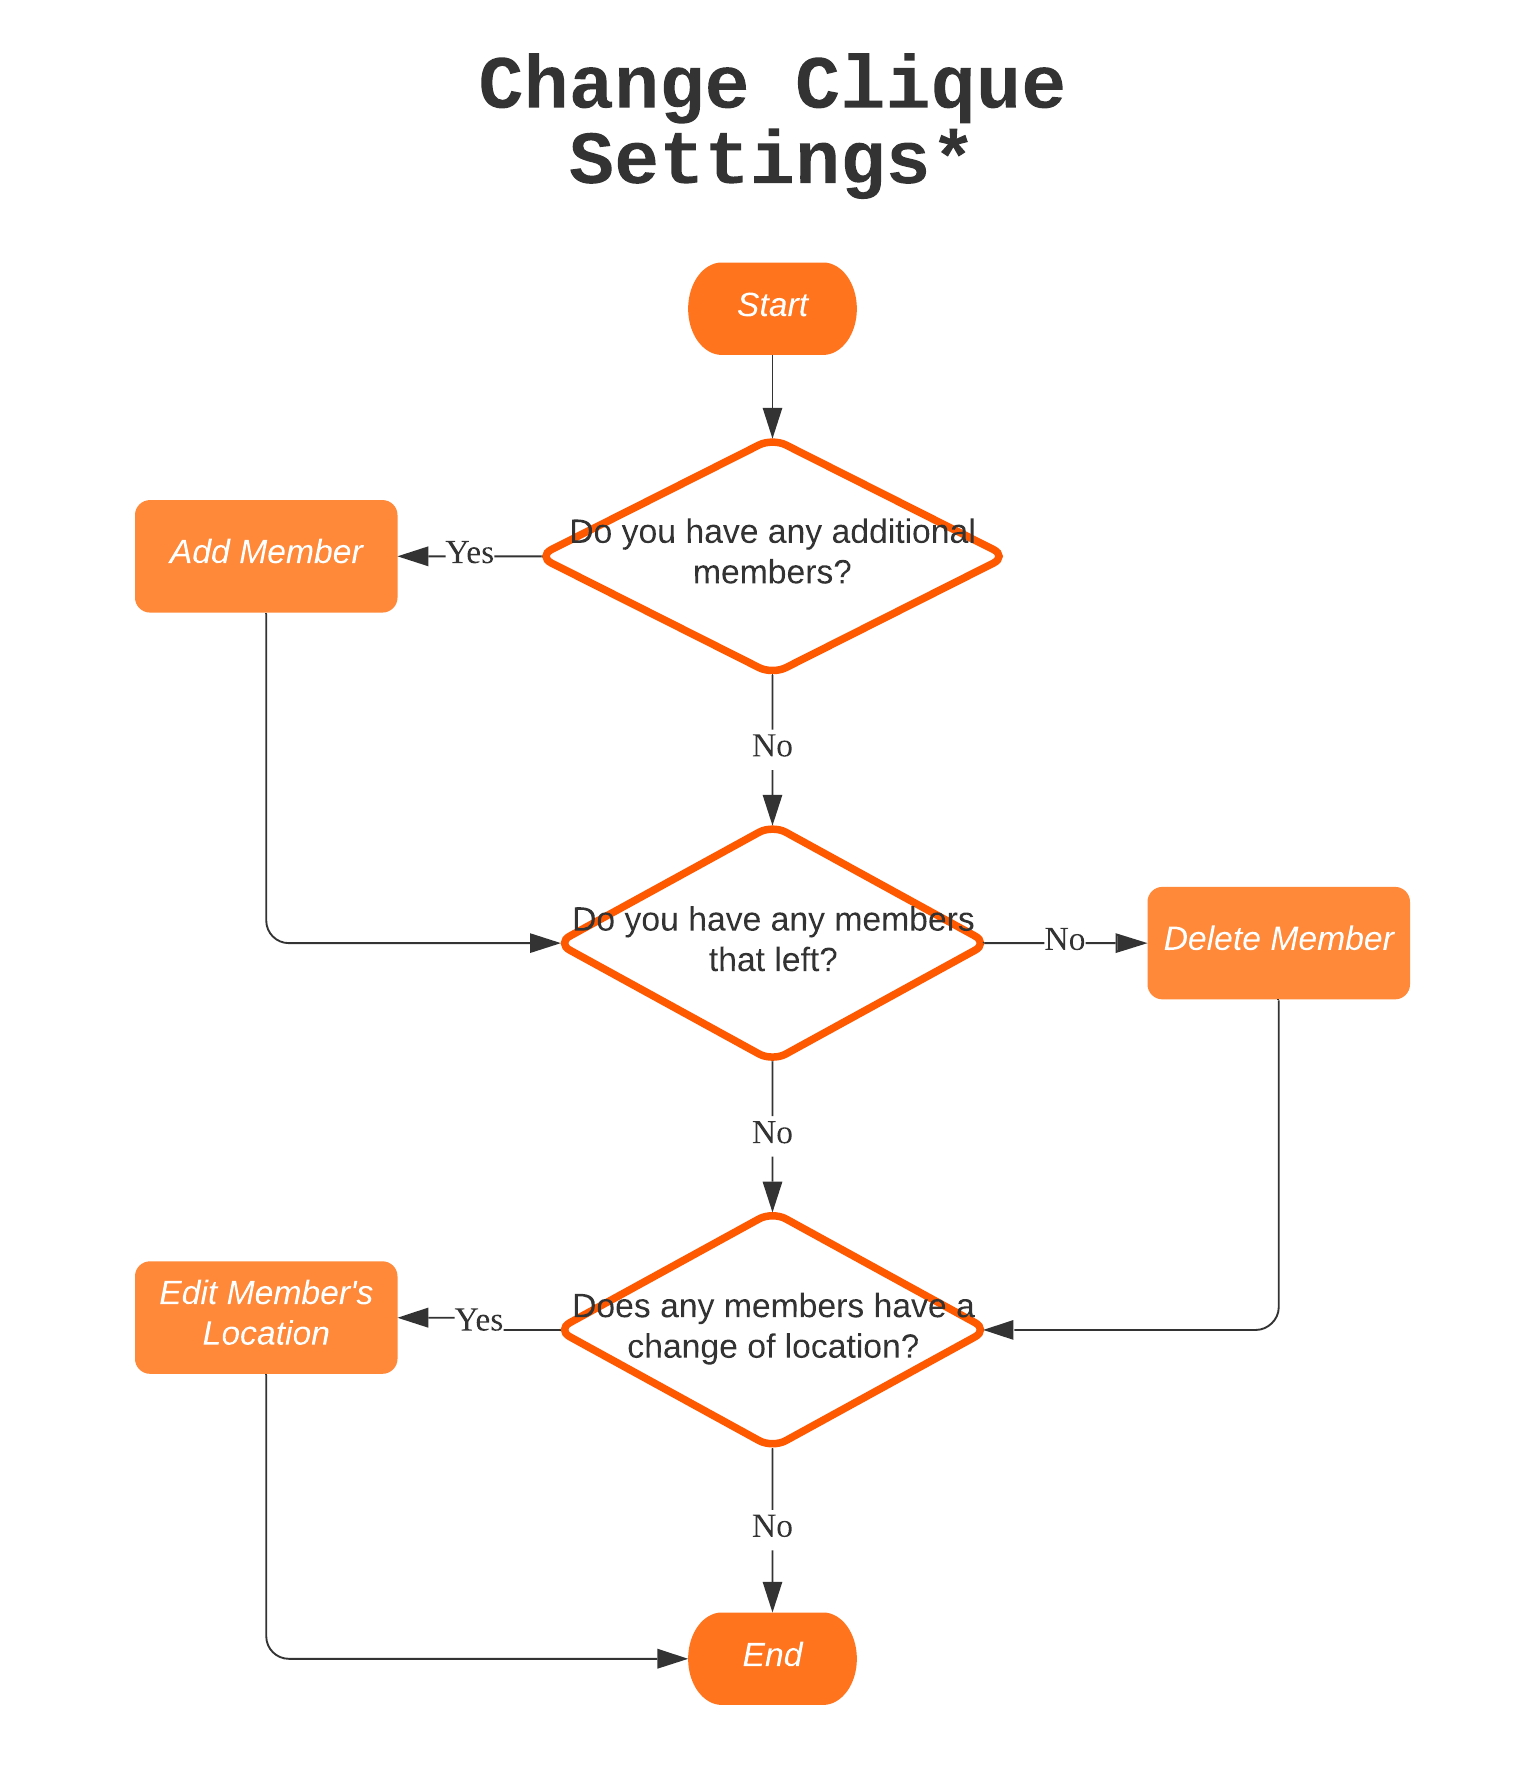 Change Clique
Settings*
Start
Do you have any additional
members?
Yes
Add Member
No
Do you have any members
that left?
No
Delete Member
No
Does any members have a
change of location?
Yes
Edit Member's
Location
No
End